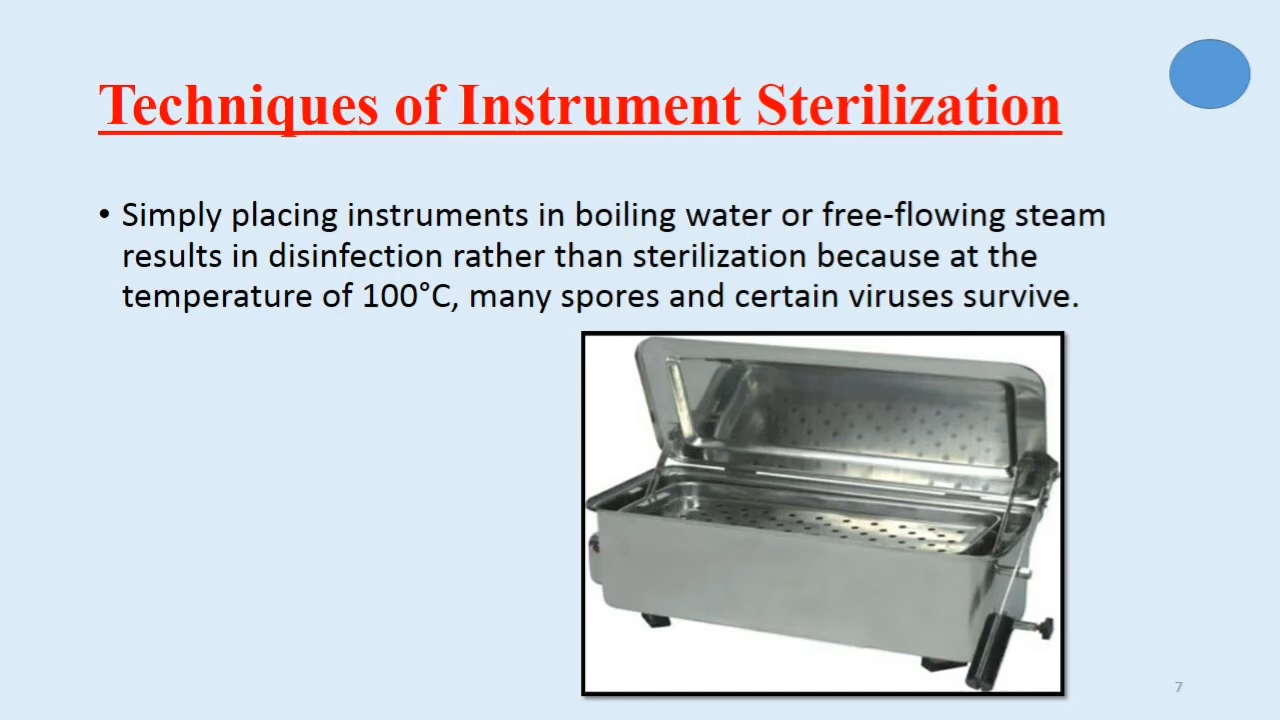 Techniques of Instrument Sterilization
• Simply placing instruments in boiling water or free-flowing steam
results in disinfection rather than sterilization because at the
temperature of 100°C, many spores and certain viruses survive.
7